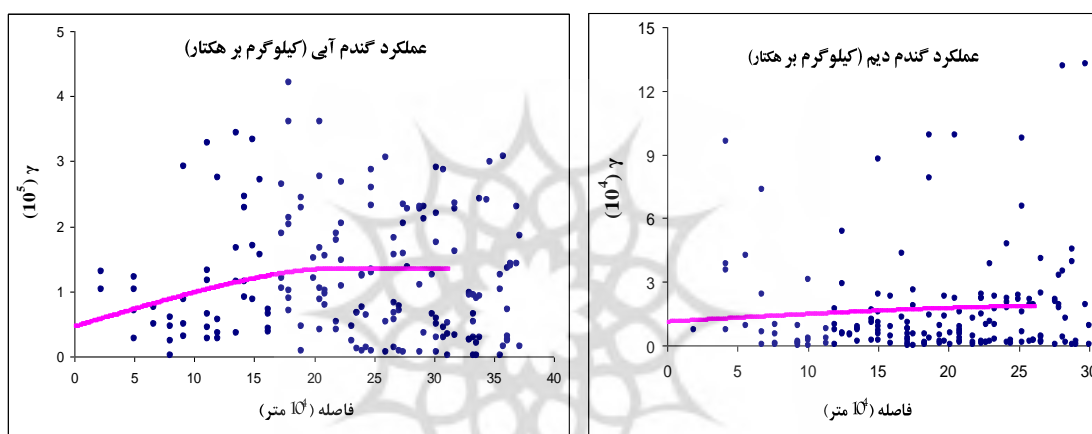 عملکرد گندم آبی (کیلوگرم بر هکتار)
5
4
3
2
1
0
γ (10⁵)
0 5 10 15 20 25 30 35 40
فاصله (10⁴ متر)
عملکرد گندم دیم (کیلوگرم بر هکتار)
15
12
9
6
3
0
γ (10⁴)
0 5 10 15 20 25 30
فاصله (10⁴ متر)